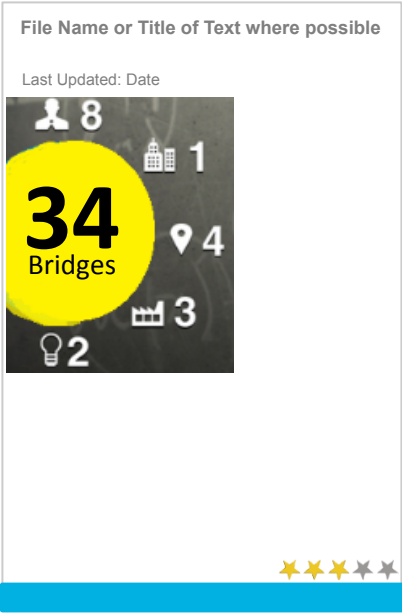 File Name or Title of Text where possible
Last Updated: Date
8
1
34
Bridges
4
3
2